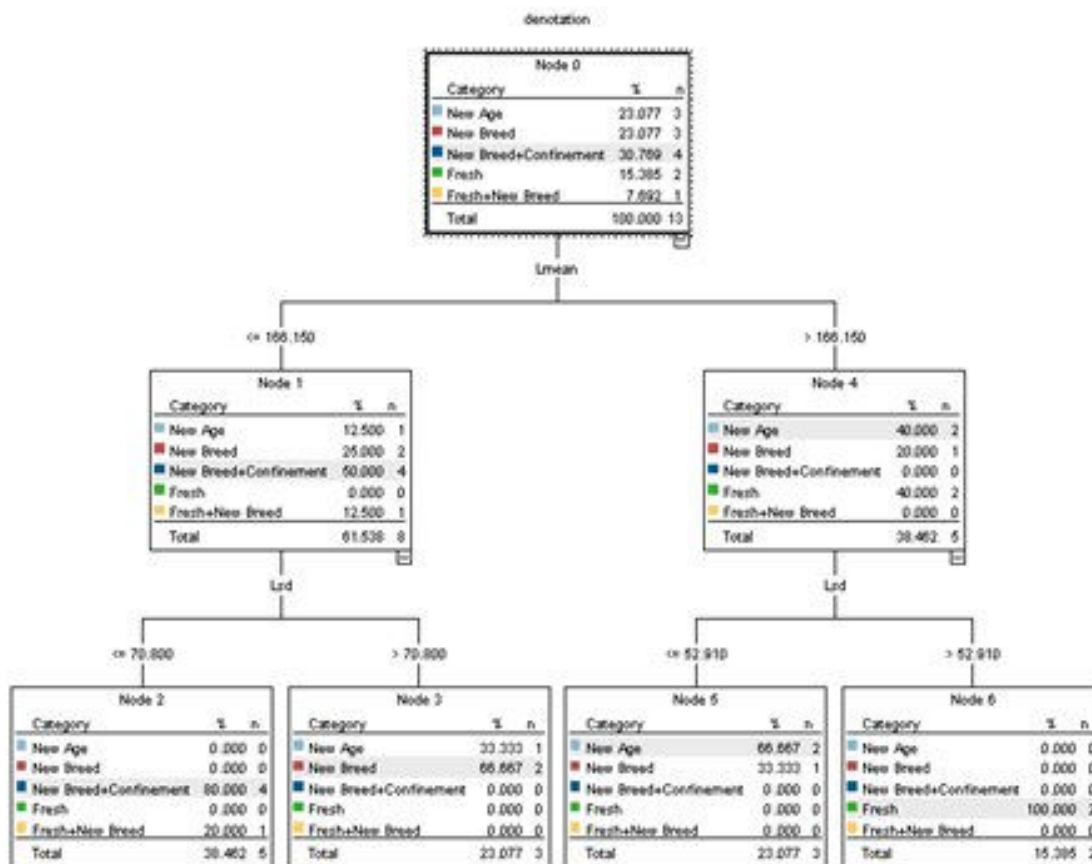 denotation
Node 0
Category % n
New Age 23.077 3
New Breed 23.077 3
New Breed+Confinement 30.769 4
Fresh 15.385 2
Fresh+New Breed 7.692 1
Total 100.000 13
Lmean
<= 166.150 > 166.150
Node 1
Category % n
New Age 12.500 1
New Breed 25.000 2
New Breed+Confinement 50.000 4
Fresh 0.000 0
Fresh+New Breed 12.500 1
Total 61.538 8
Node 4
Category % n
New Age 40.000 2
New Breed 20.000 1
New Breed+Confinement 0.000 0
Fresh 40.000 2
Fresh+New Breed 0.000 0
Total 38.462 5
Lsd
<= 70.800 > 70.800
Lsd
<= 52.910 > 52.910
Node 2
Category % n
New Age 0.000 0
New Breed 0.000 0
New Breed+Confinement 80.000 4
Fresh 0.000 0
Fresh+New Breed 20.000 1
Total 38.462 5
Node 3
Category % n
New Age 33.333 1
New Breed 66.667 2
New Breed+Confinement 0.000 0
Fresh 0.000 0
Fresh+New Breed 0.000 0
Total 23.077 3
Node 5
Category % n
New Age 66.667 2
New Breed 33.333 1
New Breed+Confinement 0.000 0
Fresh 0.000 0
Fresh+New Breed 0.000 0
Total 23.077 3
Node 6
Category %
New Age 0.000
New Breed 0.000
New Breed+Confinement 0.000
Fresh 100.000
Fresh+New Breed 0.000
Total 15.385